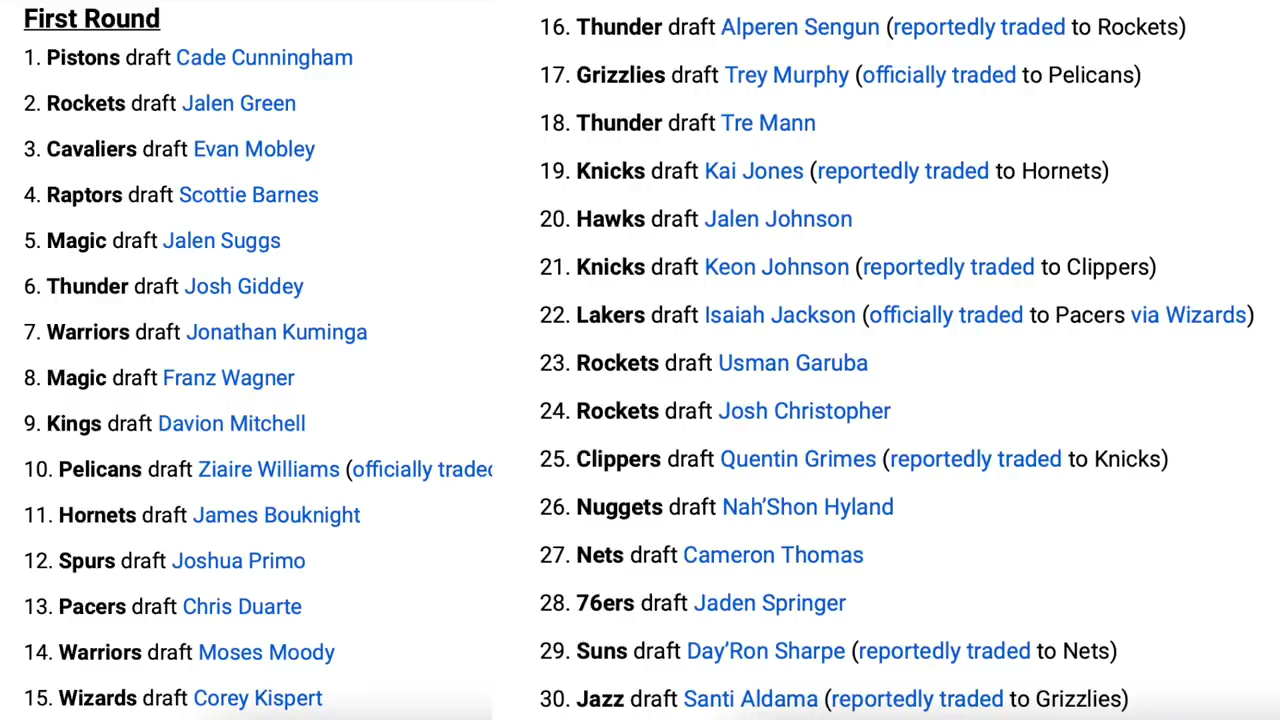 First Round
1. Pistons draft Cade Cunningham
2. Rockets draft Jalen Green
3. Cavaliers draft Evan Mobley
4. Raptors draft Scottie Barnes
5. Magic draft Jalen Suggs
6. Thunder draft Josh Giddey
7. Warriors draft Jonathan Kuminga
8. Magic draft Franz Wagner
9. Kings draft Davion Mitchell
10. Pelicans draft Ziaire Williams (officially traded
11. Hornets draft James Bouknight
12. Spurs draft Joshua Primo
13. Pacers draft Chris Duarte
14. Warriors draft Moses Moody
15. Wizards draft Corey Kispert
16. Thunder draft Alperen Sengun (reportedly traded to Rockets)
17. Grizzlies draft Trey Murphy (officially traded to Pelicans)
18. Thunder draft Tre Mann
19. Knicks draft Kai Jones (reportedly traded to Hornets)
20. Hawks draft Jalen Johnson
21. Knicks draft Keon Johnson (reportedly traded to Clippers)
22. Lakers draft Isaiah Jackson (officially traded to Pacers via Wizards)
23. Rockets draft Usman Garuba
24. Rockets draft Josh Christopher
25. Clippers draft Quentin Grimes (reportedly traded to Knicks)
26. Nuggets draft Nah’Shon Hyland
27. Nets draft Cameron Thomas
28. 76ers draft Jaden Springer
29. Suns draft Day’Ron Sharpe (reportedly traded to Nets)
30. Jazz draft Santi Aldama (reportedly traded to Grizzlies)